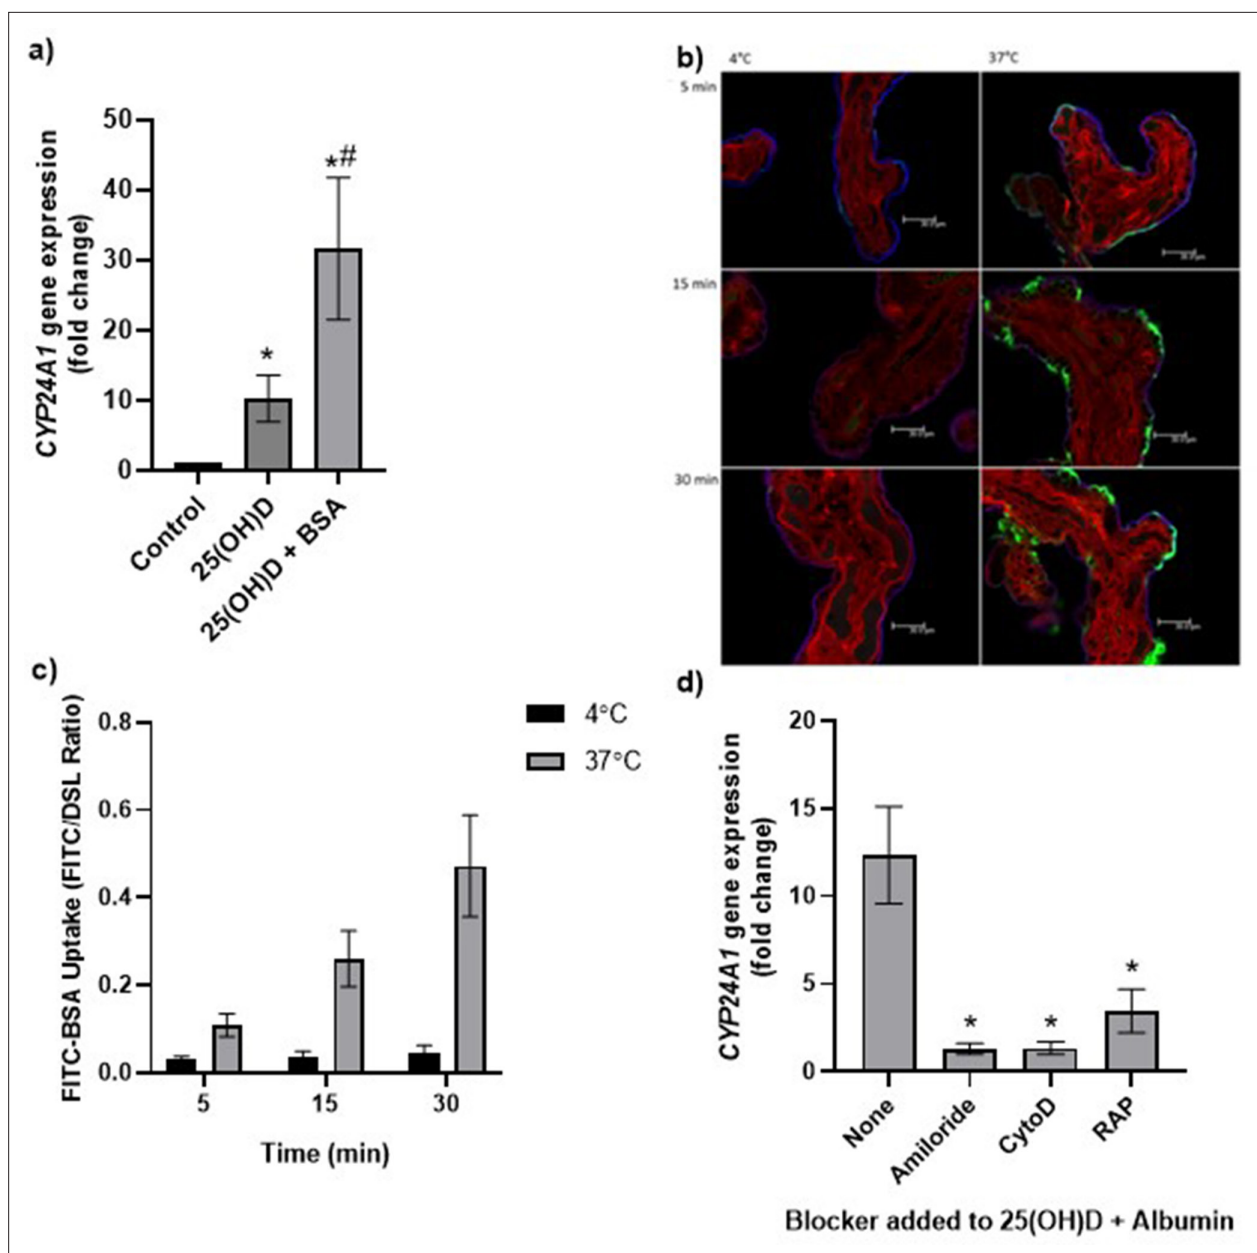 a)
CYP24A1 gene expression
(fold change)
50
40
30
20
10
0
*
*#
Control
25(OH)D
25(OH)D + BSA
b)
4°C
37°C
5 min
15 min
30 min
c)
FITC-BSA Uptake (FITC/DSL Ratio)
0.8
0.6
0.4
0.2
0.0
5
15
30
Time (min)
4°C
37°C
d)
CYP24A1 gene expression
(fold change)
20
15
10
5
0
*
*
*
None
Amiloride
CytoD
RAP
Blocker added to 25(OH)D + Albumin